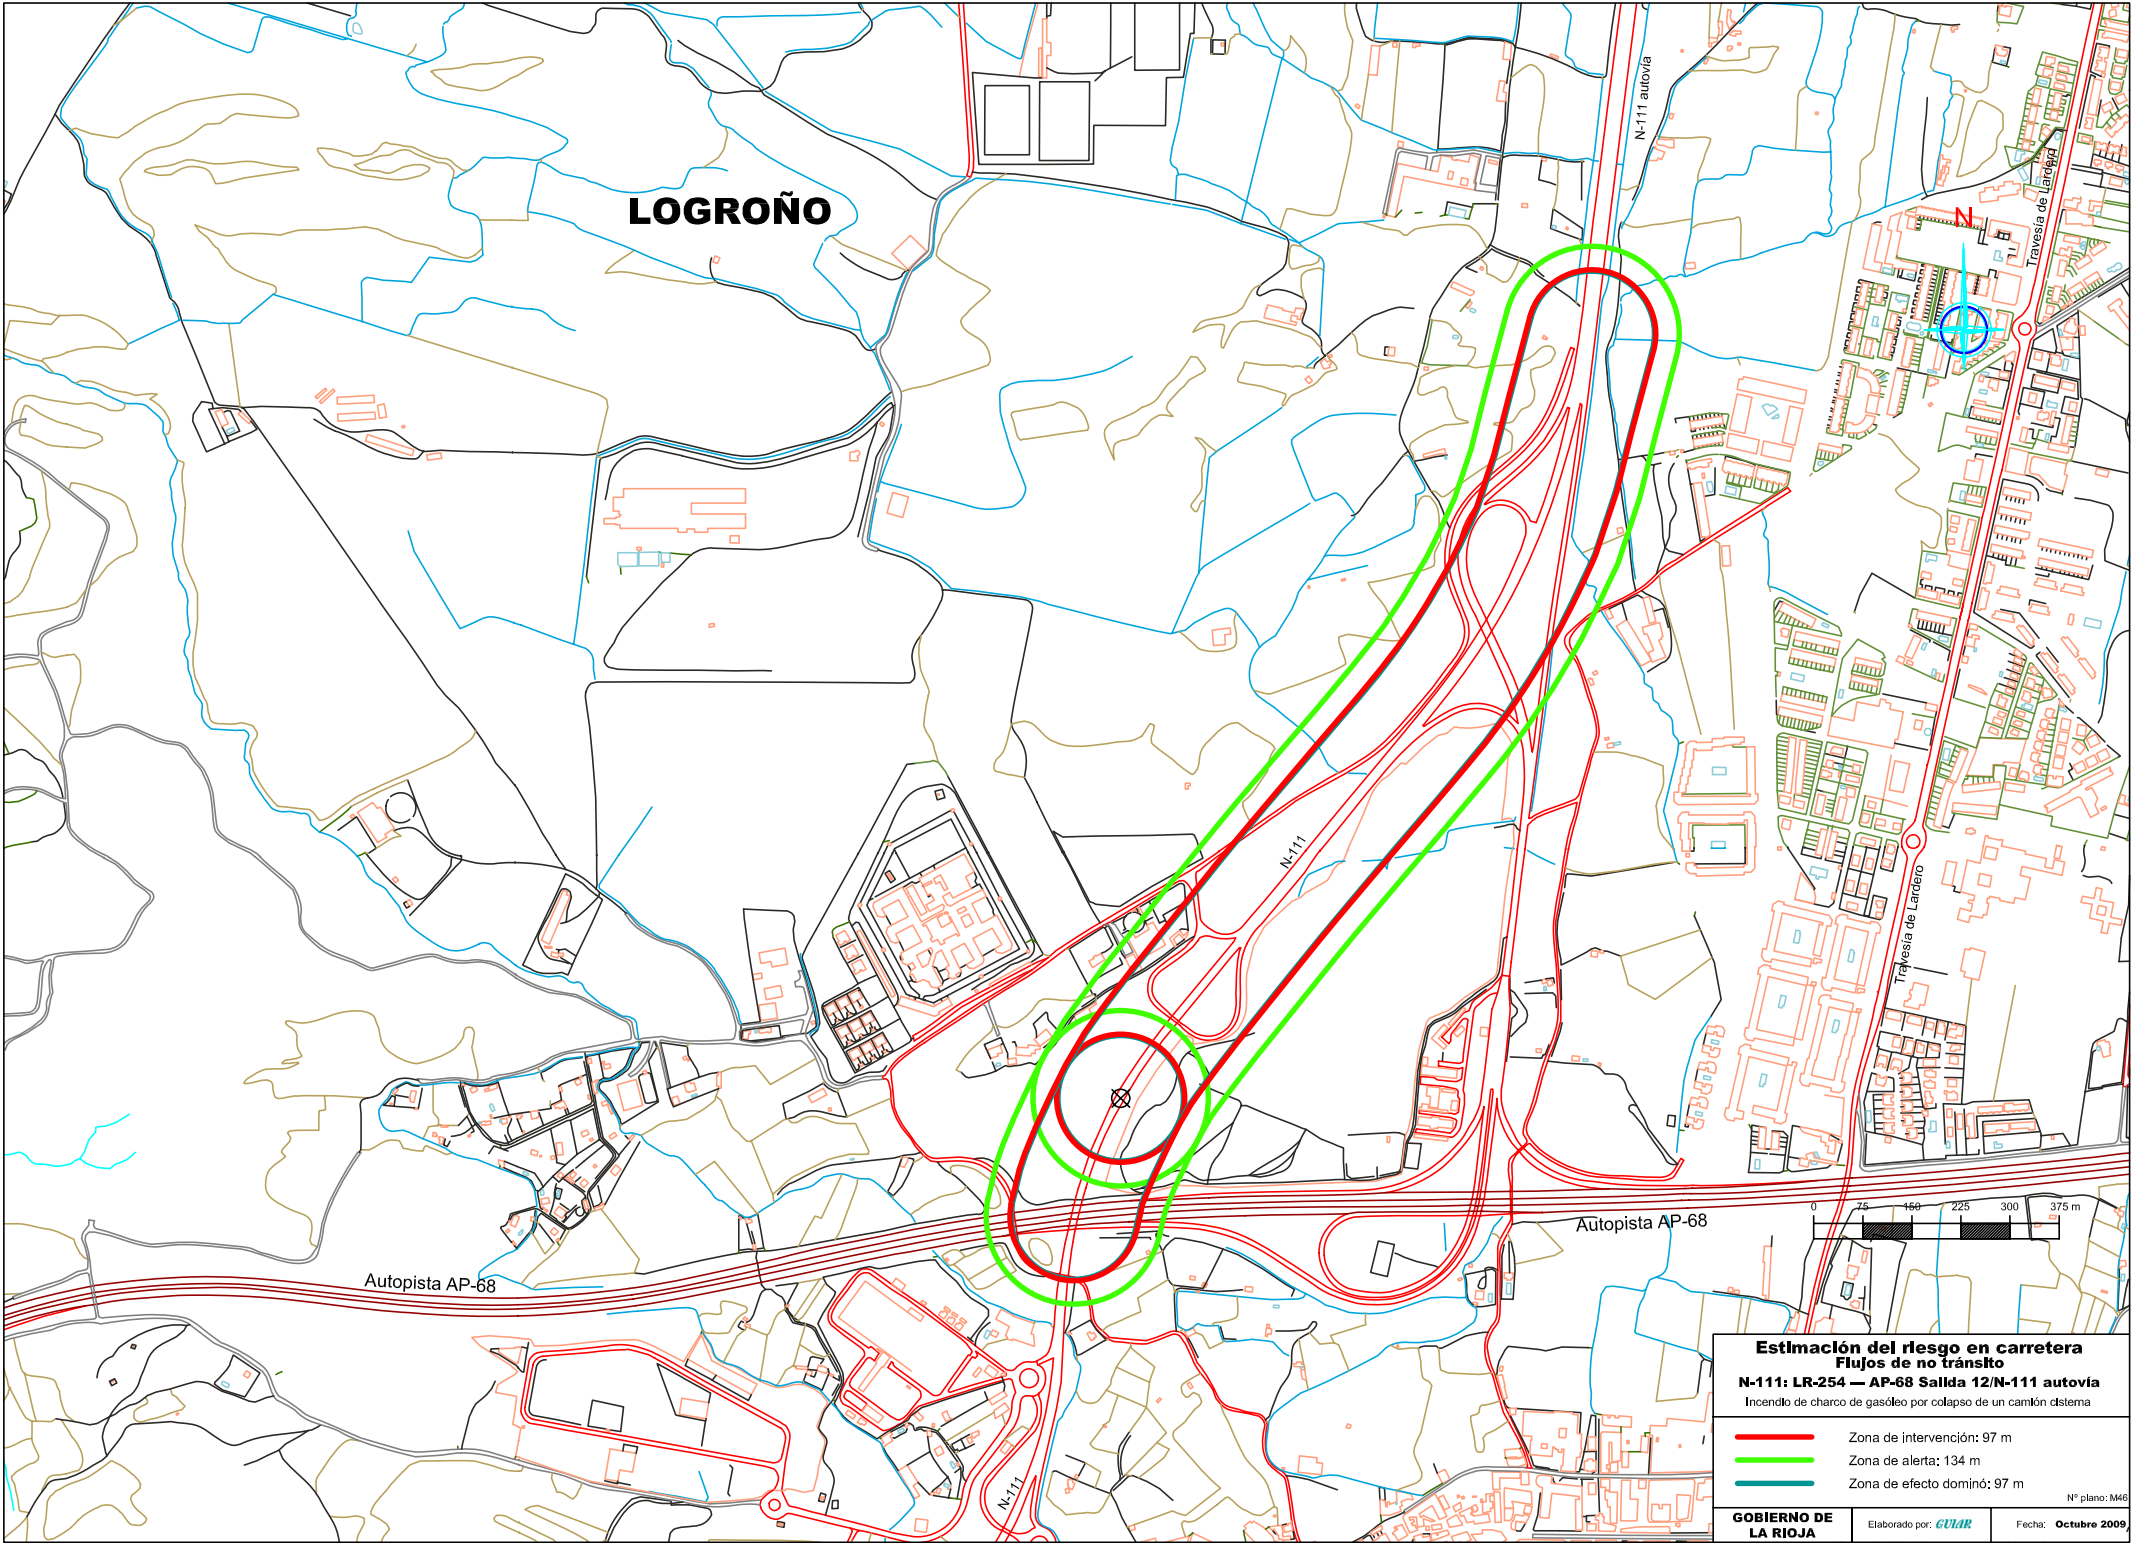 LOGROÑO
N-111 autovía
Travesía de Lardero
N
N-111
Travesía de Lardero
Autopista AP-68
Autopista AP-68
N-111
0 75 150 225 300 375 m
Estimación del riesgo en carretera
Flujos de no tránsito
N-111: LR-254 — AP-68 Salida 12/N-111 autovía
Incendio de charco de gasóleo por colapso de un camión cisterna
Zona de intervención: 97 m
Zona de alerta: 134 m
Zona de efecto dominó: 97 m
Nº plano: M46
GOBIERNO DE
LA RIOJA
Elaborado por: GUIAR
Fecha: Octubre 2009